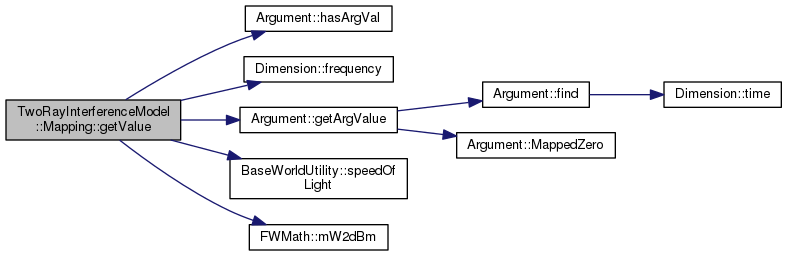 TwoRayInterferenceModel
::Mapping::getValue
Argument::hasArgVal
Dimension::frequency
Argument::getArgValue
BaseWorldUtility::speedOf
Light
FWMath::mW2dBm
Argument::find
Argument::MappedZero
Dimension::time